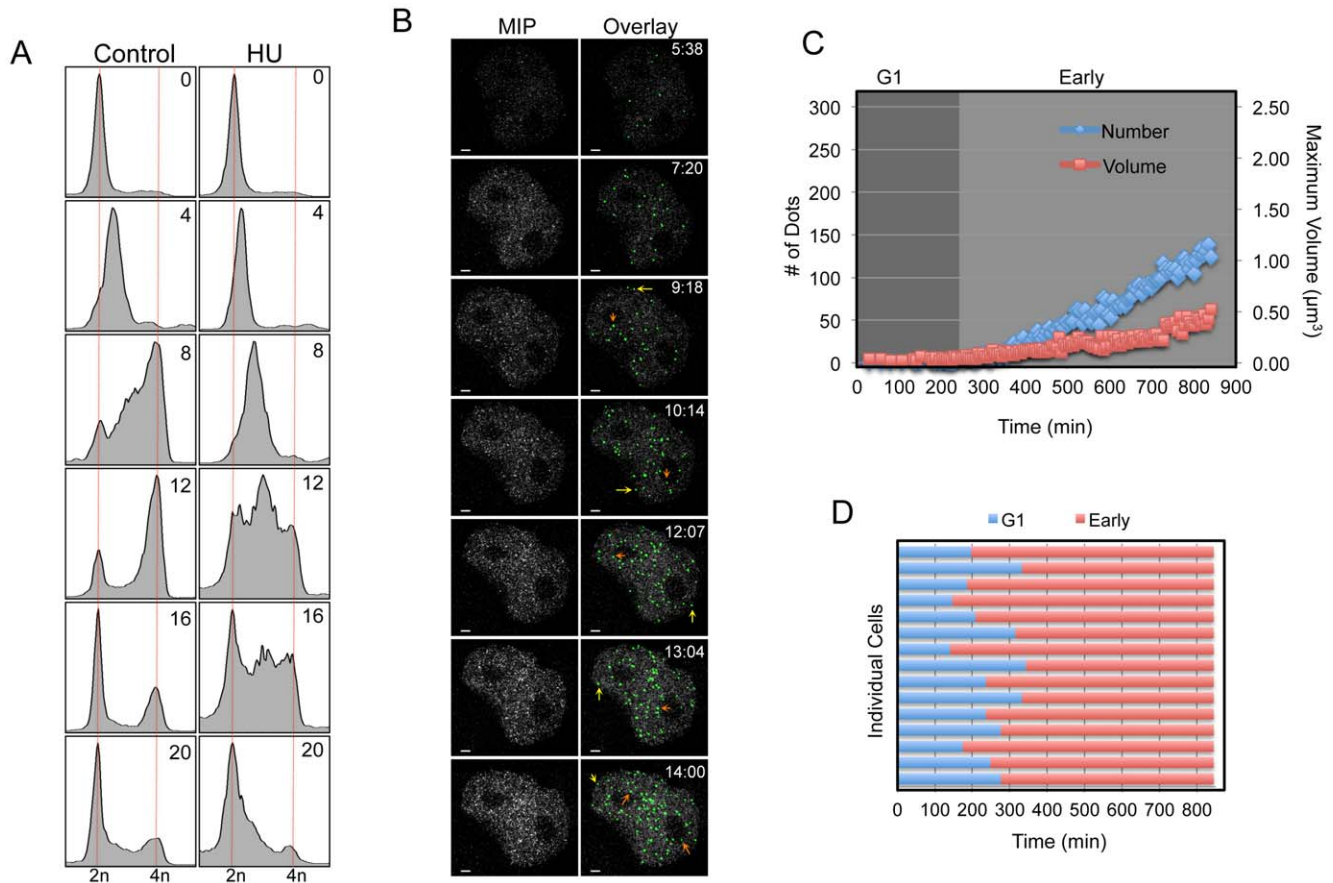 A
Control
HU
0
0
4
4
8
8
12
12
16
16
20
20
2n
4n
2n
4n
B
MIP
Overlay
5:38
7:20
9:18
10:14
12:07
13:04
14:00
C
G1
Early
300
250
200
150
100
50
0
# of Dots
Number
Volume
2.50
2.00
1.50
1.00
0.50
0.00
Maximum Volume (µm³)
0 100 200 300 400 500 600 700 800 900
Time (min)
D
G1
Early
Individual Cells
0 100 200 300 400 500 600 700 800
Time (min)